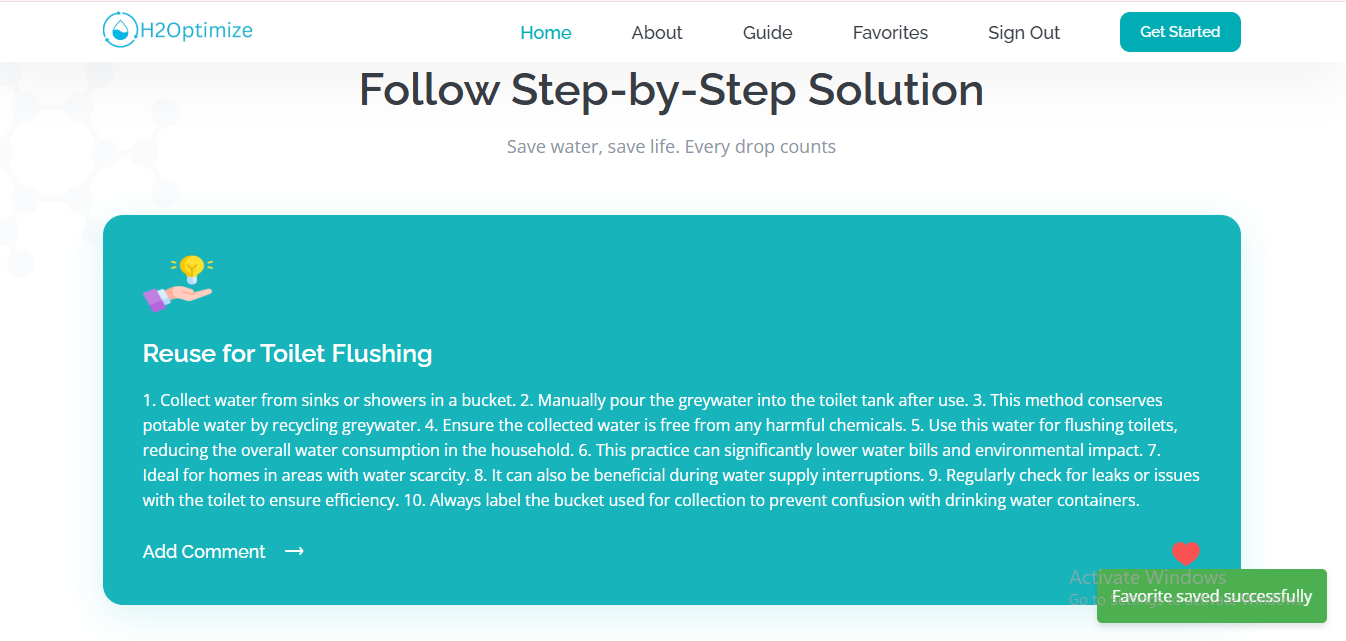 H2Optimize
Home About Guide Favorites Sign Out Get Started
Follow Step-by-Step Solution
Save water, save life. Every drop counts
Reuse for Toilet Flushing
1. Collect water from sinks or showers in a bucket. 2. Manually pour the greywater into the toilet tank after use. 3. This method conserves
potable water by recycling greywater. 4. Ensure the collected water is free from any harmful chemicals. 5. Use this water for flushing toilets,
reducing the overall water consumption in the household. 6. This practice can significantly lower water bills and environmental impact. 7.
Ideal for homes in areas with water scarcity. 8. It can also be beneficial during water supply interruptions. 9. Regularly check for leaks or issues
with the toilet to ensure efficiency. 10. Always label the bucket used for collection to prevent confusion with drinking water containers.
Add Comment →
Activate Windows
Go to Settings to activate Windows.
Favorite saved successfully